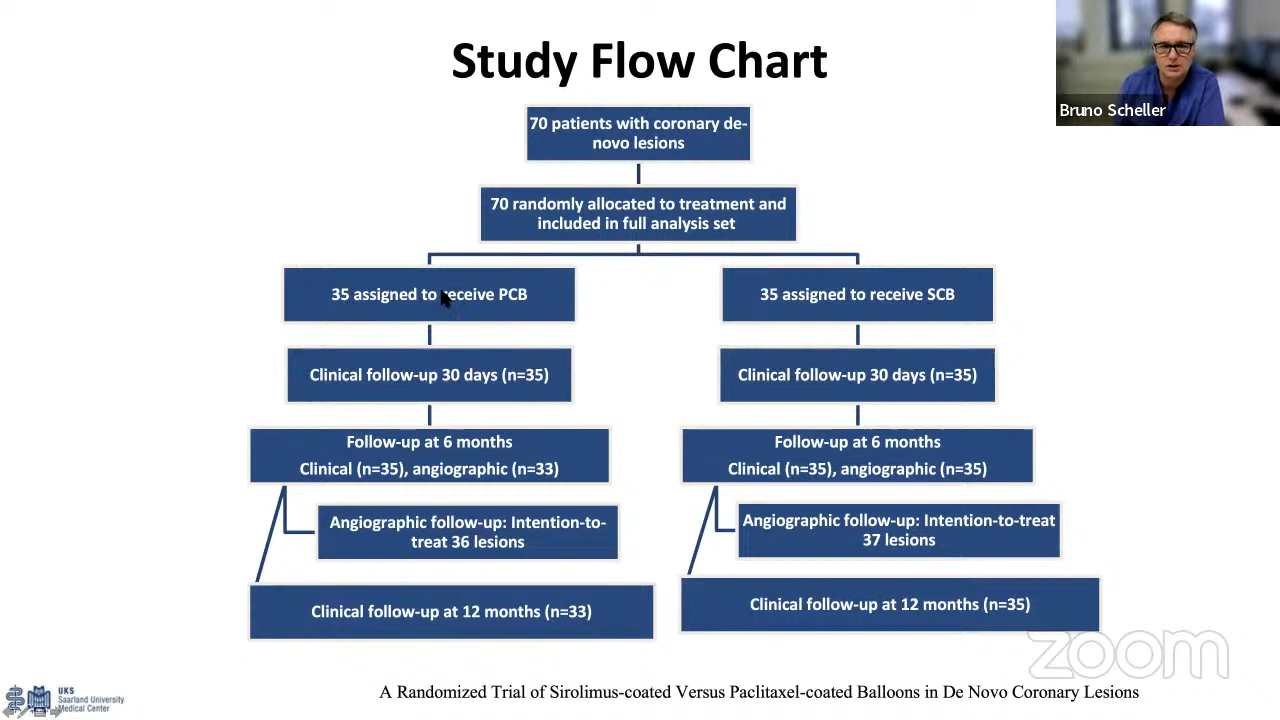 Study Flow Chart
Bruno Scheller
70 patients with coronary de-
novo lesions
70 randomly allocated to treatment and
included in full analysis set
35 assigned to receive PCB
35 assigned to receive SCB
Clinical follow-up 30 days (n=35)
Clinical follow-up 30 days (n=35)
Follow-up at 6 months
Clinical (n=35), angiographic (n=33)
Follow-up at 6 months
Clinical (n=35), angiographic (n=35)
Angiographic follow-up: Intention-to-
treat 36 lesions
Angiographic follow-up: Intention-to-treat
37 lesions
Clinical follow-up at 12 months (n=33)
Clinical follow-up at 12 months (n=35)
zoom
UKS
Saarland University
Medical Center
A Randomized Trial of Sirolimus-coated Versus Paclitaxel-coated Balloons in De Novo Coronary Lesions